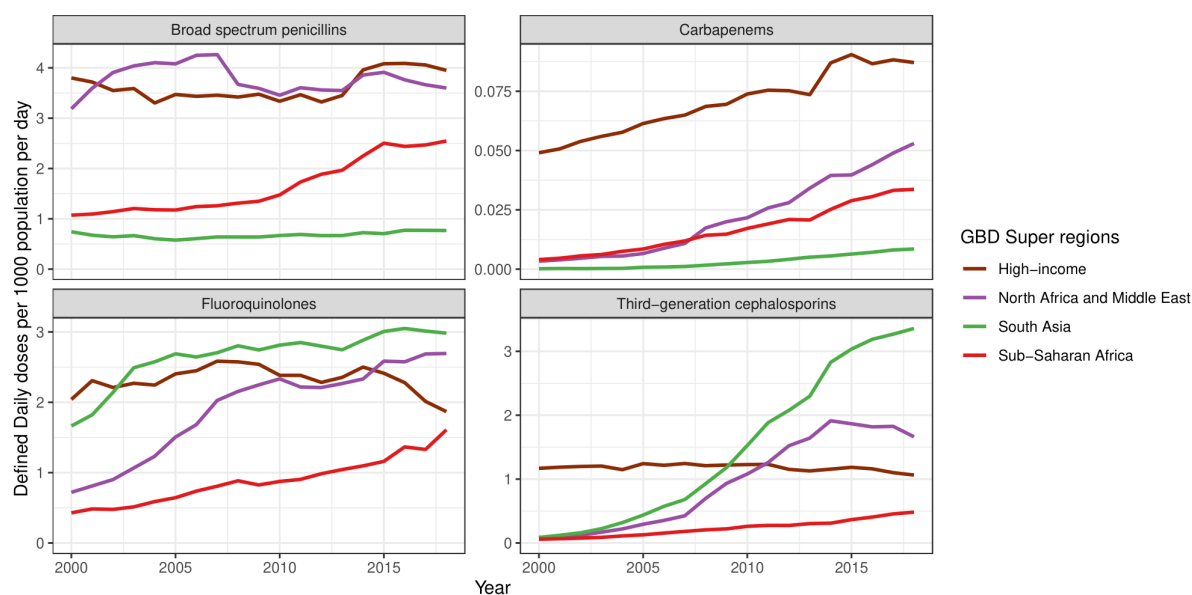 Broad spectrum penicillins
Carbapenems
4
3
2
1
0
0.075
0.050
0.025
0.000
Defined Daily doses per 1000 population per day
Fluoroquinolones
Third−generation cephalosporins
3
2
1
0
3
2
1
0
2000
2005
2010
2015
2000
2005
2010
2015
Year
GBD Super regions
High−income
North Africa and Middle East
South Asia
Sub−Saharan Africa